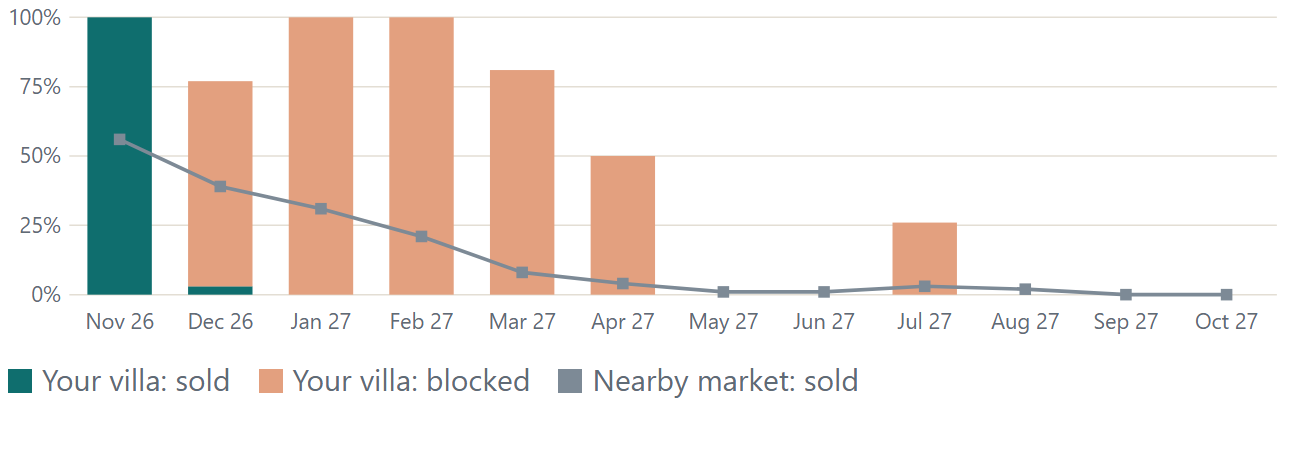 100%
75%
50%
25%
0%
Nov 26 Dec 26 Jan 27 Feb 27 Mar 27 Apr 27 May 27 Jun 27 Jul 27 Aug 27 Sep 27 Oct 27
Your villa: sold Your villa: blocked Nearby market: sold